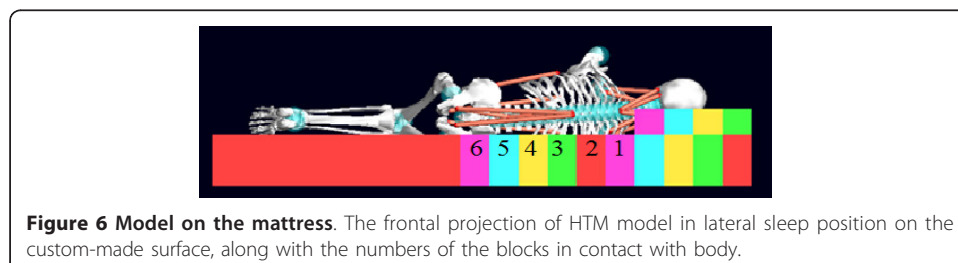 6 5 4 3 2 1
Figure 6 Model on the mattress. The frontal projection of HTM model in lateral sleep position on the
custom-made surface, along with the numbers of the blocks in contact with body.